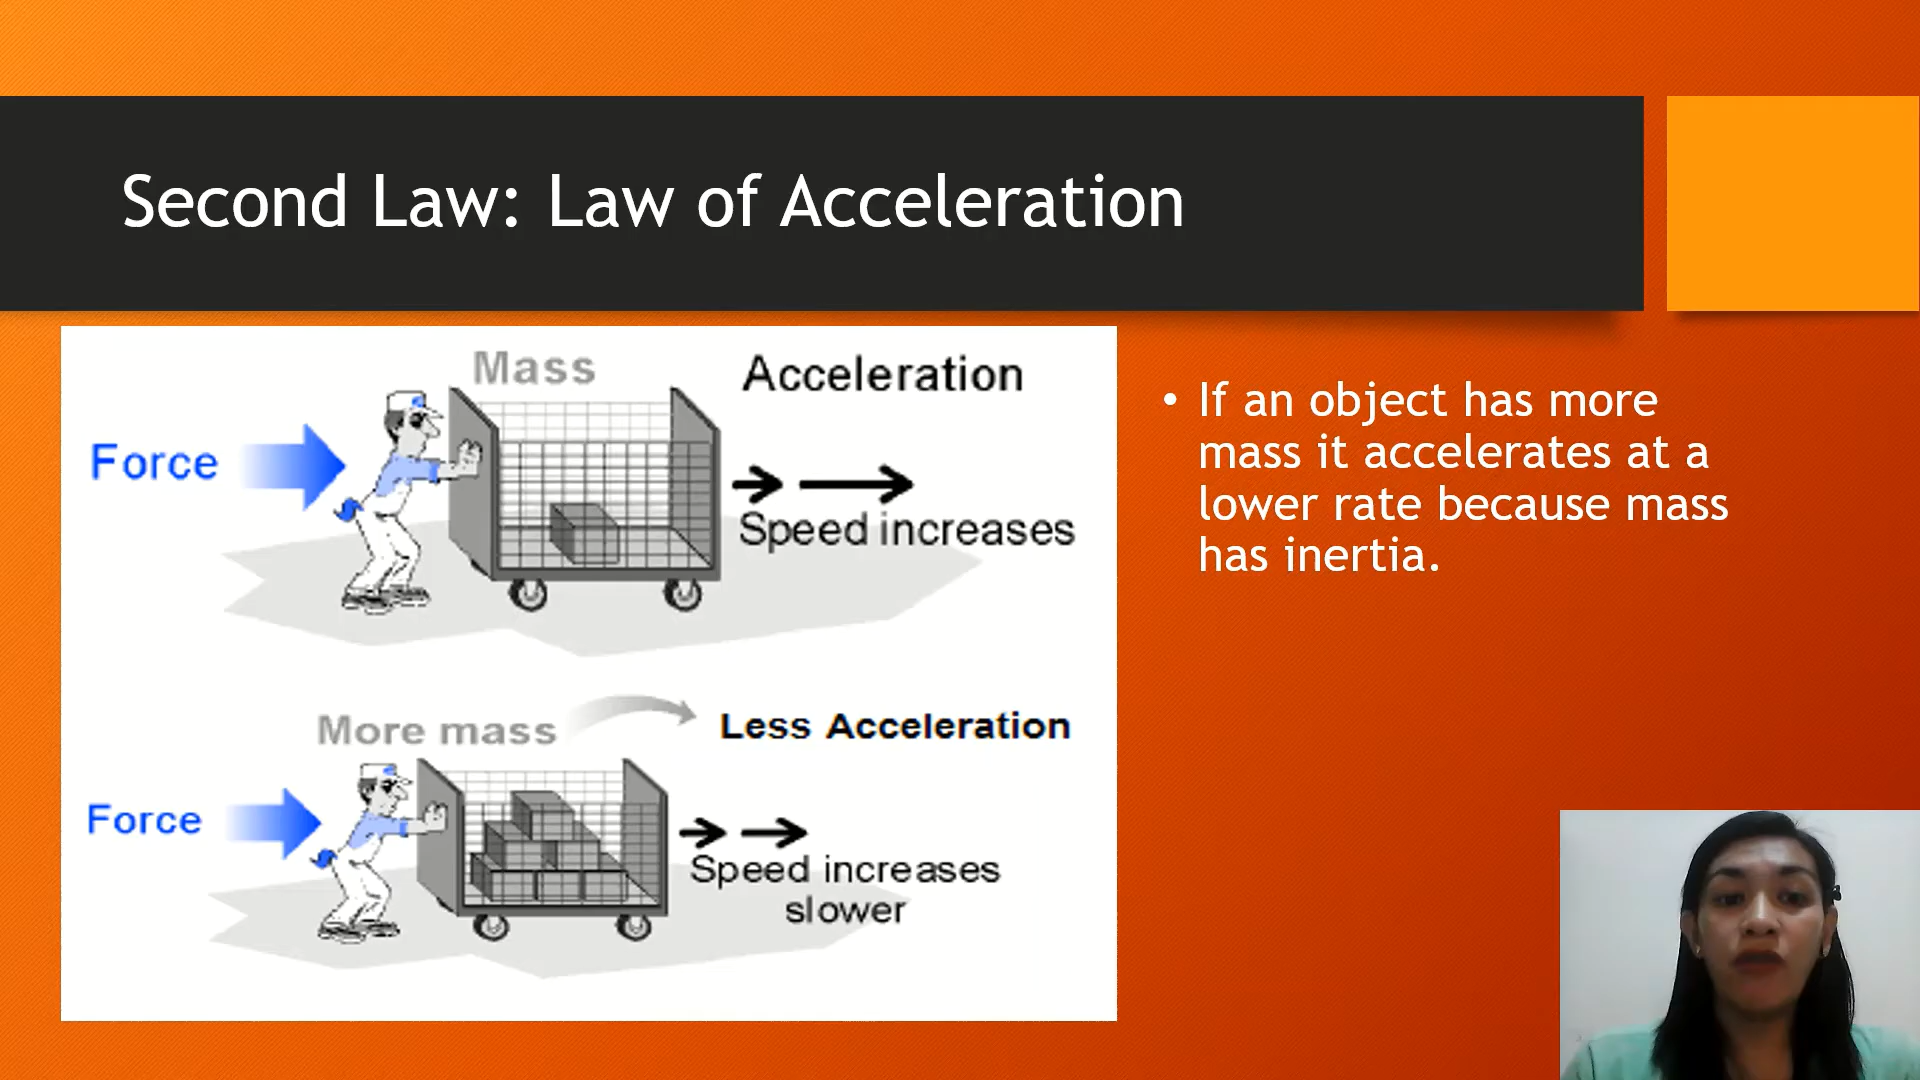 Second Law: Law of Acceleration
Mass
Acceleration
Force
Speed increases
More mass
Less Acceleration
Force
Speed increases
slower
• If an object has more
mass it accelerates at a
lower rate because mass
has inertia.